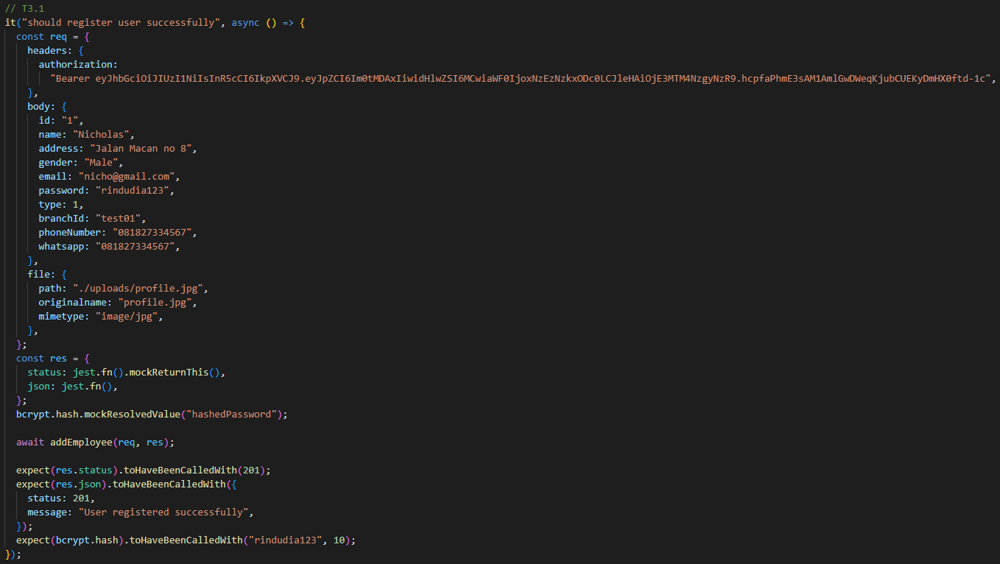 // T3.1
it("should register user successfully", async () => {
const req = {
headers: {
authorization:
"Bearer eyJhbGciOiJIUzI1NiIsInR5cCI6IkpXVCJ9.eyJpZCI6Im0tMDAxIiwidHlwZSI6MCwiaWF0IjoxNzEzNzkxODc0LCJleHAiOjE3MTM4NzgyNzR9.hcpfaPhmE3sAM1AmlGwDWeqKjubCUEKyDmHX0ftd-1c",
},
body: {
id: "1",
name: "Nicholas",
address: "Jalan Macan no 8",
gender: "Male",
email: "nicho@gmail.com",
password: "rindudia123",
type: 1,
branchId: "test01",
phoneNumber: "081827334567",
whatsapp: "081827334567",
},
file: {
path: "./uploads/profile.jpg",
originalname: "profile.jpg",
mimetype: "image/jpg",
},
};
const res = {
status: jest.fn().mockReturnThis(),
json: jest.fn(),
};
bcrypt.hash.mockResolvedValue("hashedPassword");
await addEmployee(req, res);
expect(res.status).toHaveBeenCalledWith(201);
expect(res.json).toHaveBeenCalledWith({
status: 201,
message: "User registered successfully",
});
expect(bcrypt.hash).toHaveBeenCalledWith("rindudia123", 10);
});